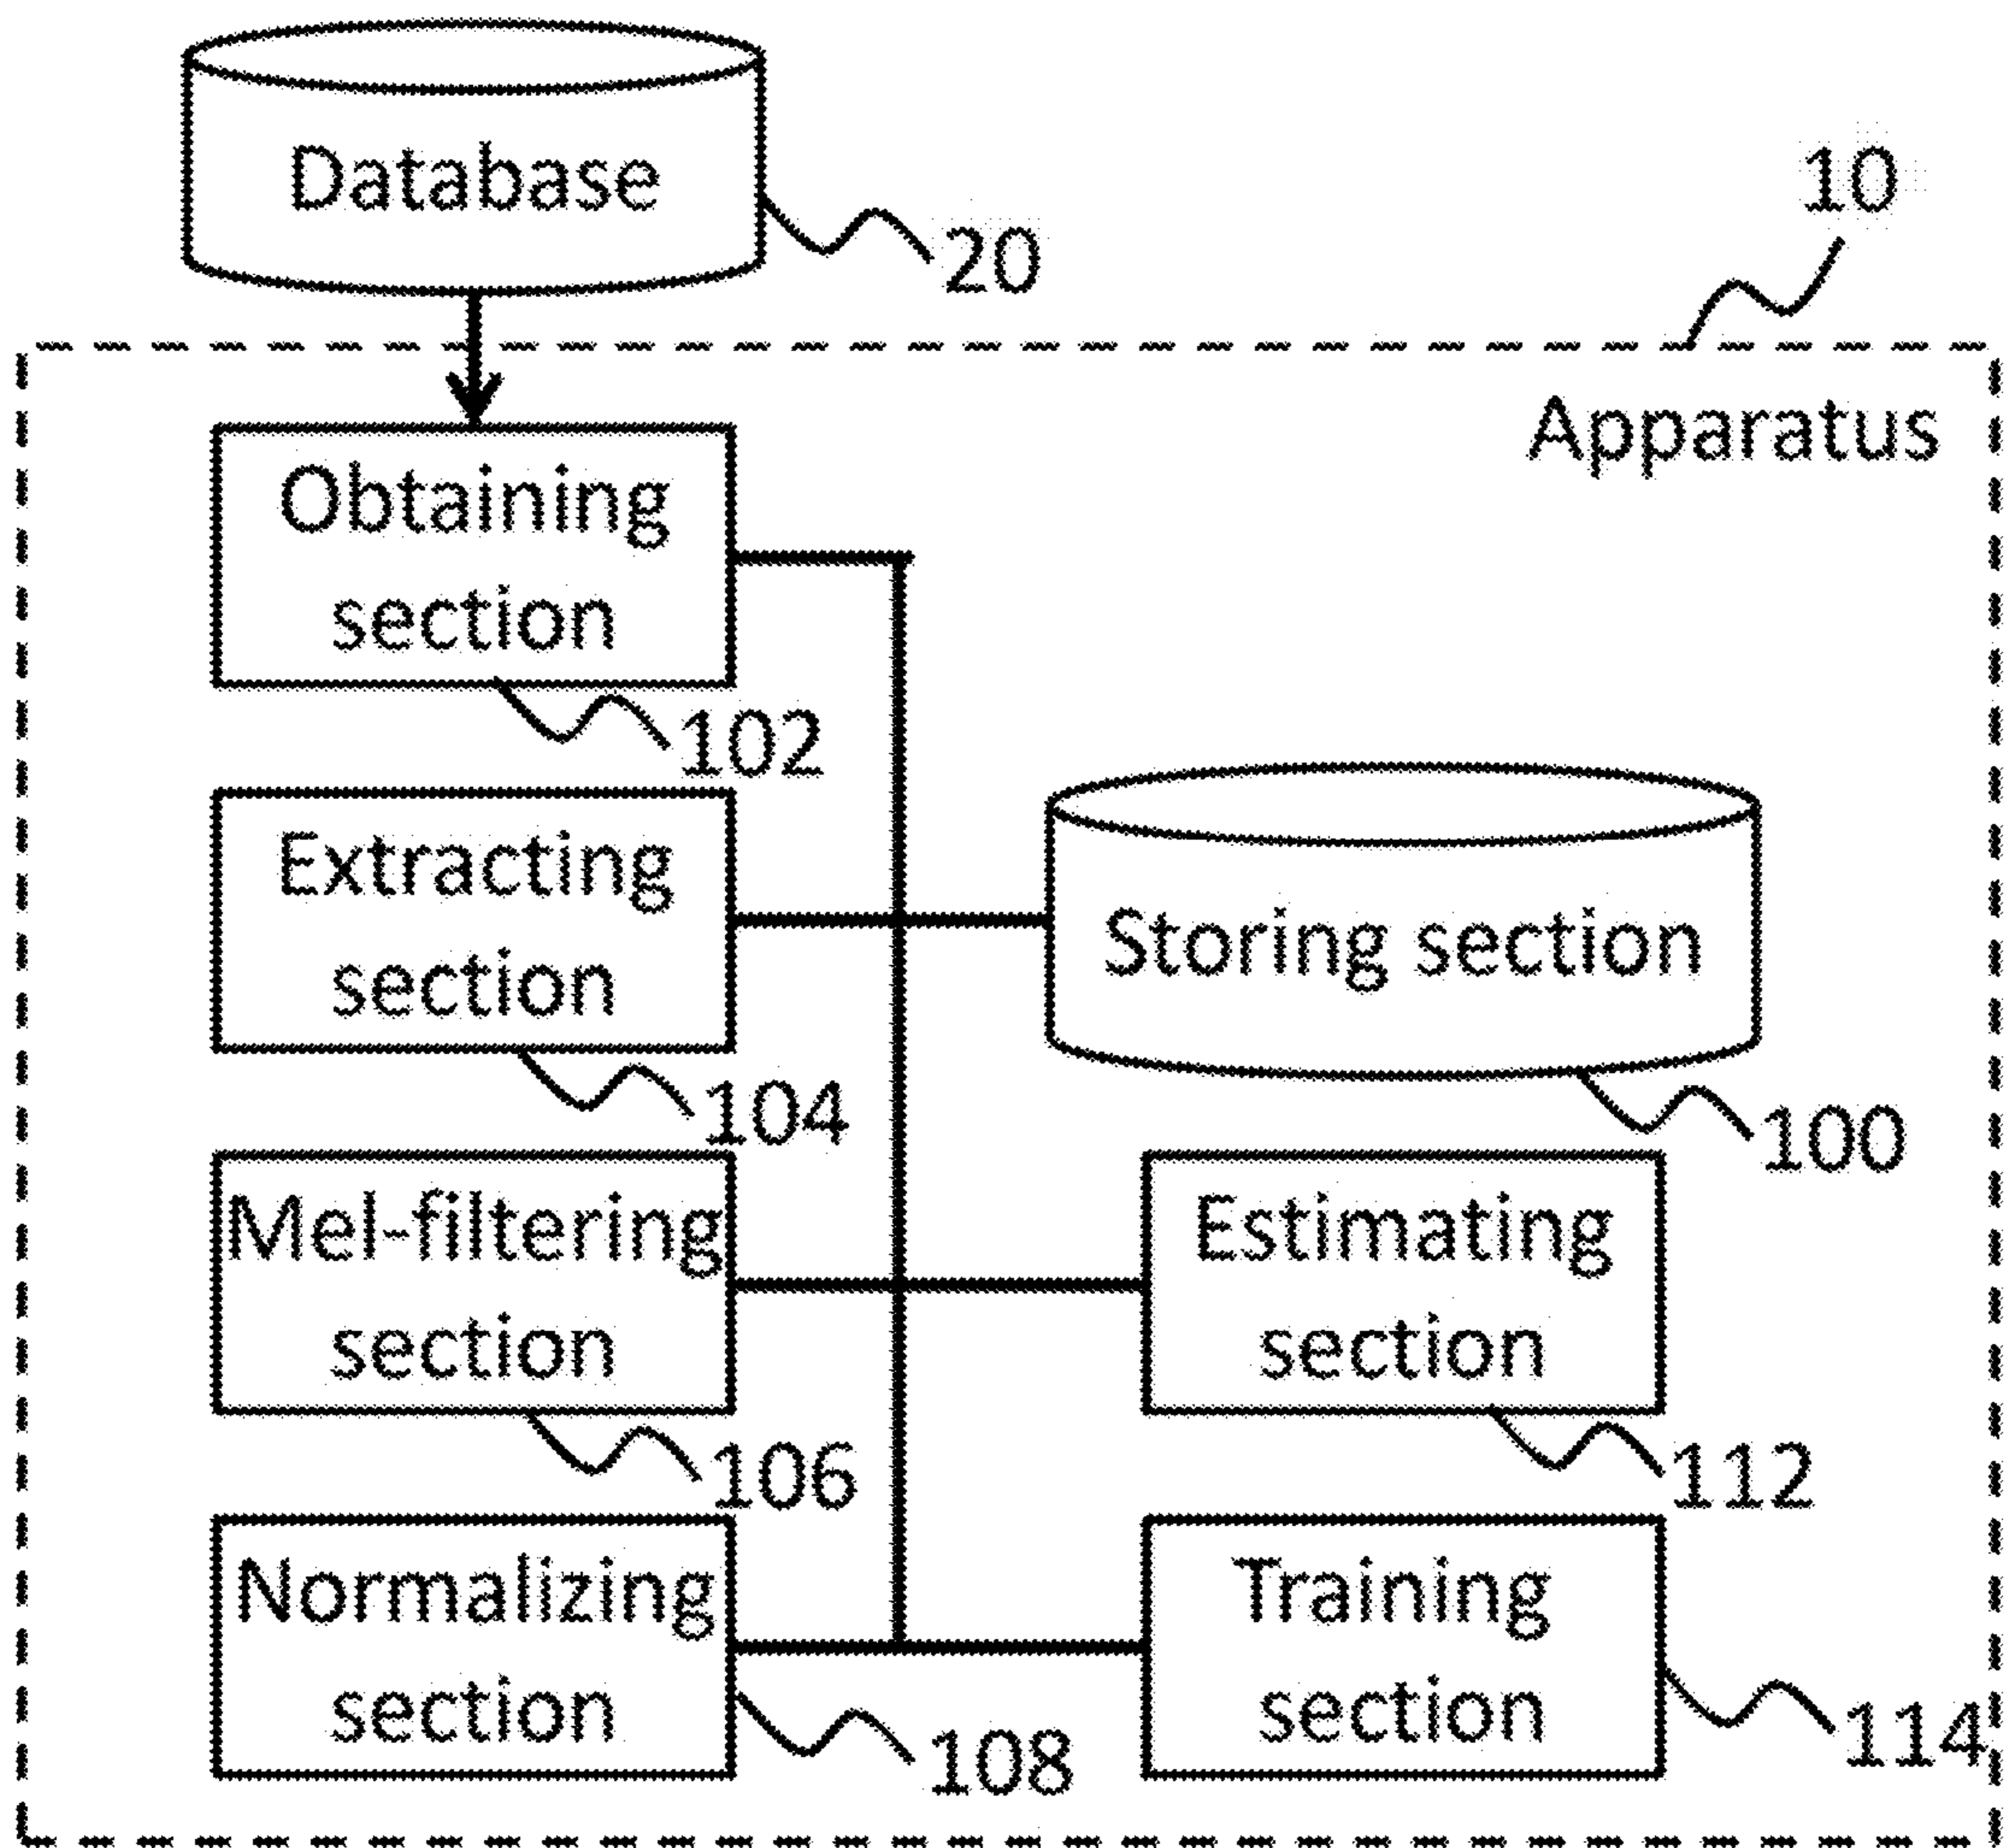 Database
20
10
Apparatus
Obtaining
section
102
Extracting
section
104
Storing section
100
Mel-filtering
section
106
Estimating
section
112
Normalizing
section
108
Training
section
114